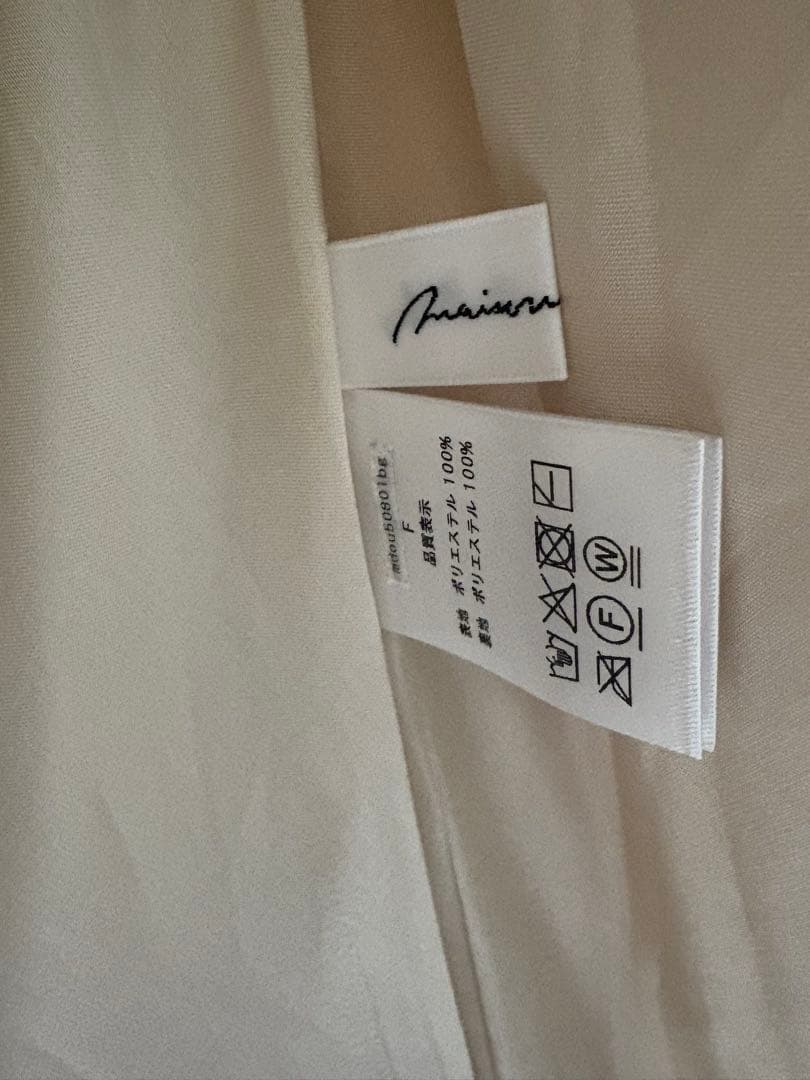 maison
mdou50801bg
F
品質表示
表地 ポリエステル 100%
裏地 ポリエステル 100%
F
W